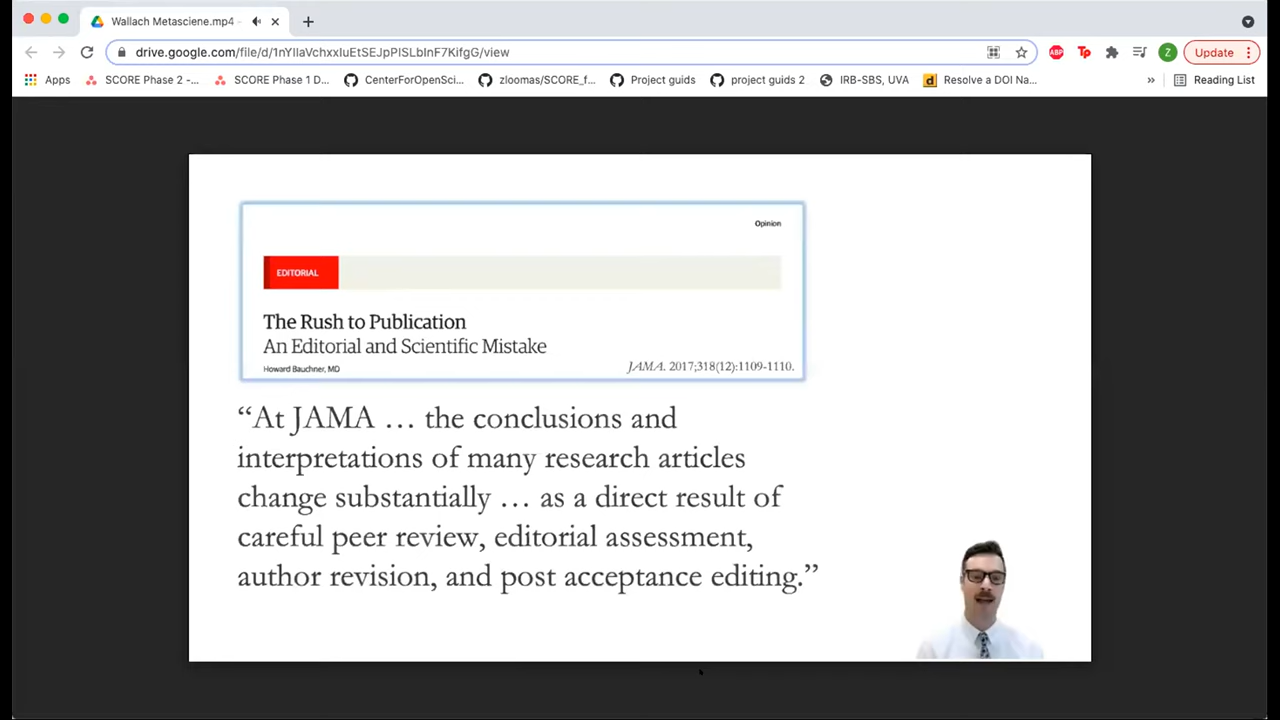 Wallach Metasciene.mp4 -
drive.google.com/file/d/1nYIlaVchxxIuEtSEJpPISLbInF7KifgG/view
ABP
Tp
Z
Update
Apps
SCORE Phase 2 -...
SCORE Phase 1 D...
CenterForOpenSci...
zloomas/SCORE_f...
Project guids
project guids 2
IRB-SBS, UVA
Resolve a DOI Na...
»
Reading List
Opinion
EDITORIAL
The Rush to Publication
An Editorial and Scientific Mistake
Howard Bauchner, MD
JAMA. 2017;318(12):1109-1110.
“At JAMA … the conclusions and
interpretations of many research articles
change substantially … as a direct result of
careful peer review, editorial assessment,
author revision, and post acceptance editing.”